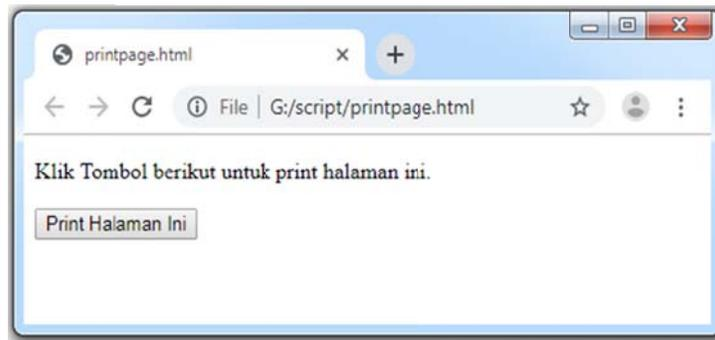 printpage.html
File | G:/script/printpage.html
Klik Tombol berikut untuk print halaman ini.
Print Halaman Ini